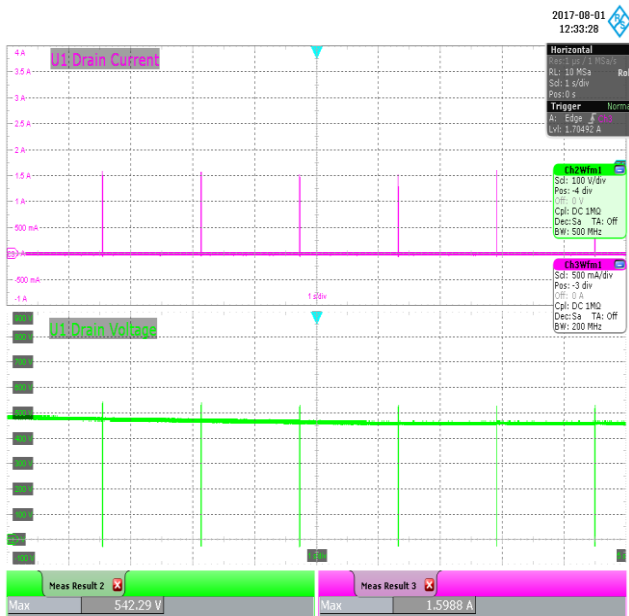 2017-08-01
12:33:28
Horizontal
Res:1 µs / 1 MSa/s
RL: 10 MSa Rol
Scl: 1 s/div
Pos:0 s
Trigger Norma
A: Edge
Lvl: 1.70492 A
4 A
U1:Drain Current
3.5 A
3 A
2.5 A
2 A
1.5 A
500 mA
-500 mA
-1 A
1 s/div
Ch2Wfm1
Scl: 100 V/div
Pos: -4 div
Off: 0 V
Cpl: DC 1MΩ
Dec:Sa TA: Off
BW: 500 MHz
Ch3Wfm1
Scl: 500 mA/div
Pos: -3 div
Off: 0 A
Cpl: DC 1MΩ
Dec:Sa TA: Off
BW: 200 MHz
U1:Drain Voltage
Meas Result 2
Meas Result 3
Max 542.29 V
Max 1.5988 A